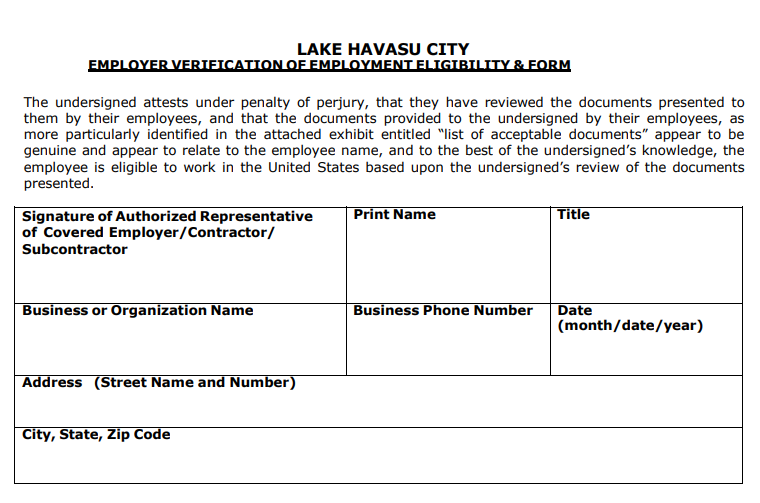 LAKE HAVASU CITY
EMPLOYER VERIFICATION OF EMPLOYMENT ELIGIBILITY & FORM
The undersigned attests under penalty of perjury, that they have reviewed the documents presented to
them by their employees, and that the documents provided to the undersigned by their employees, as
more particularly identified in the attached exhibit entitled “list of acceptable documents” appear to be
genuine and appear to relate to the employee name, and to the best of the undersigned’s knowledge, the
employee is eligible to work in the United States based upon the undersigned’s review of the documents
presented.
Signature of Authorized Representative
of Covered Employer/Contractor/
Subcontractor
Print Name
Title
Business or Organization Name
Business Phone Number
Date
(month/date/year)
Address (Street Name and Number)
City, State, Zip Code